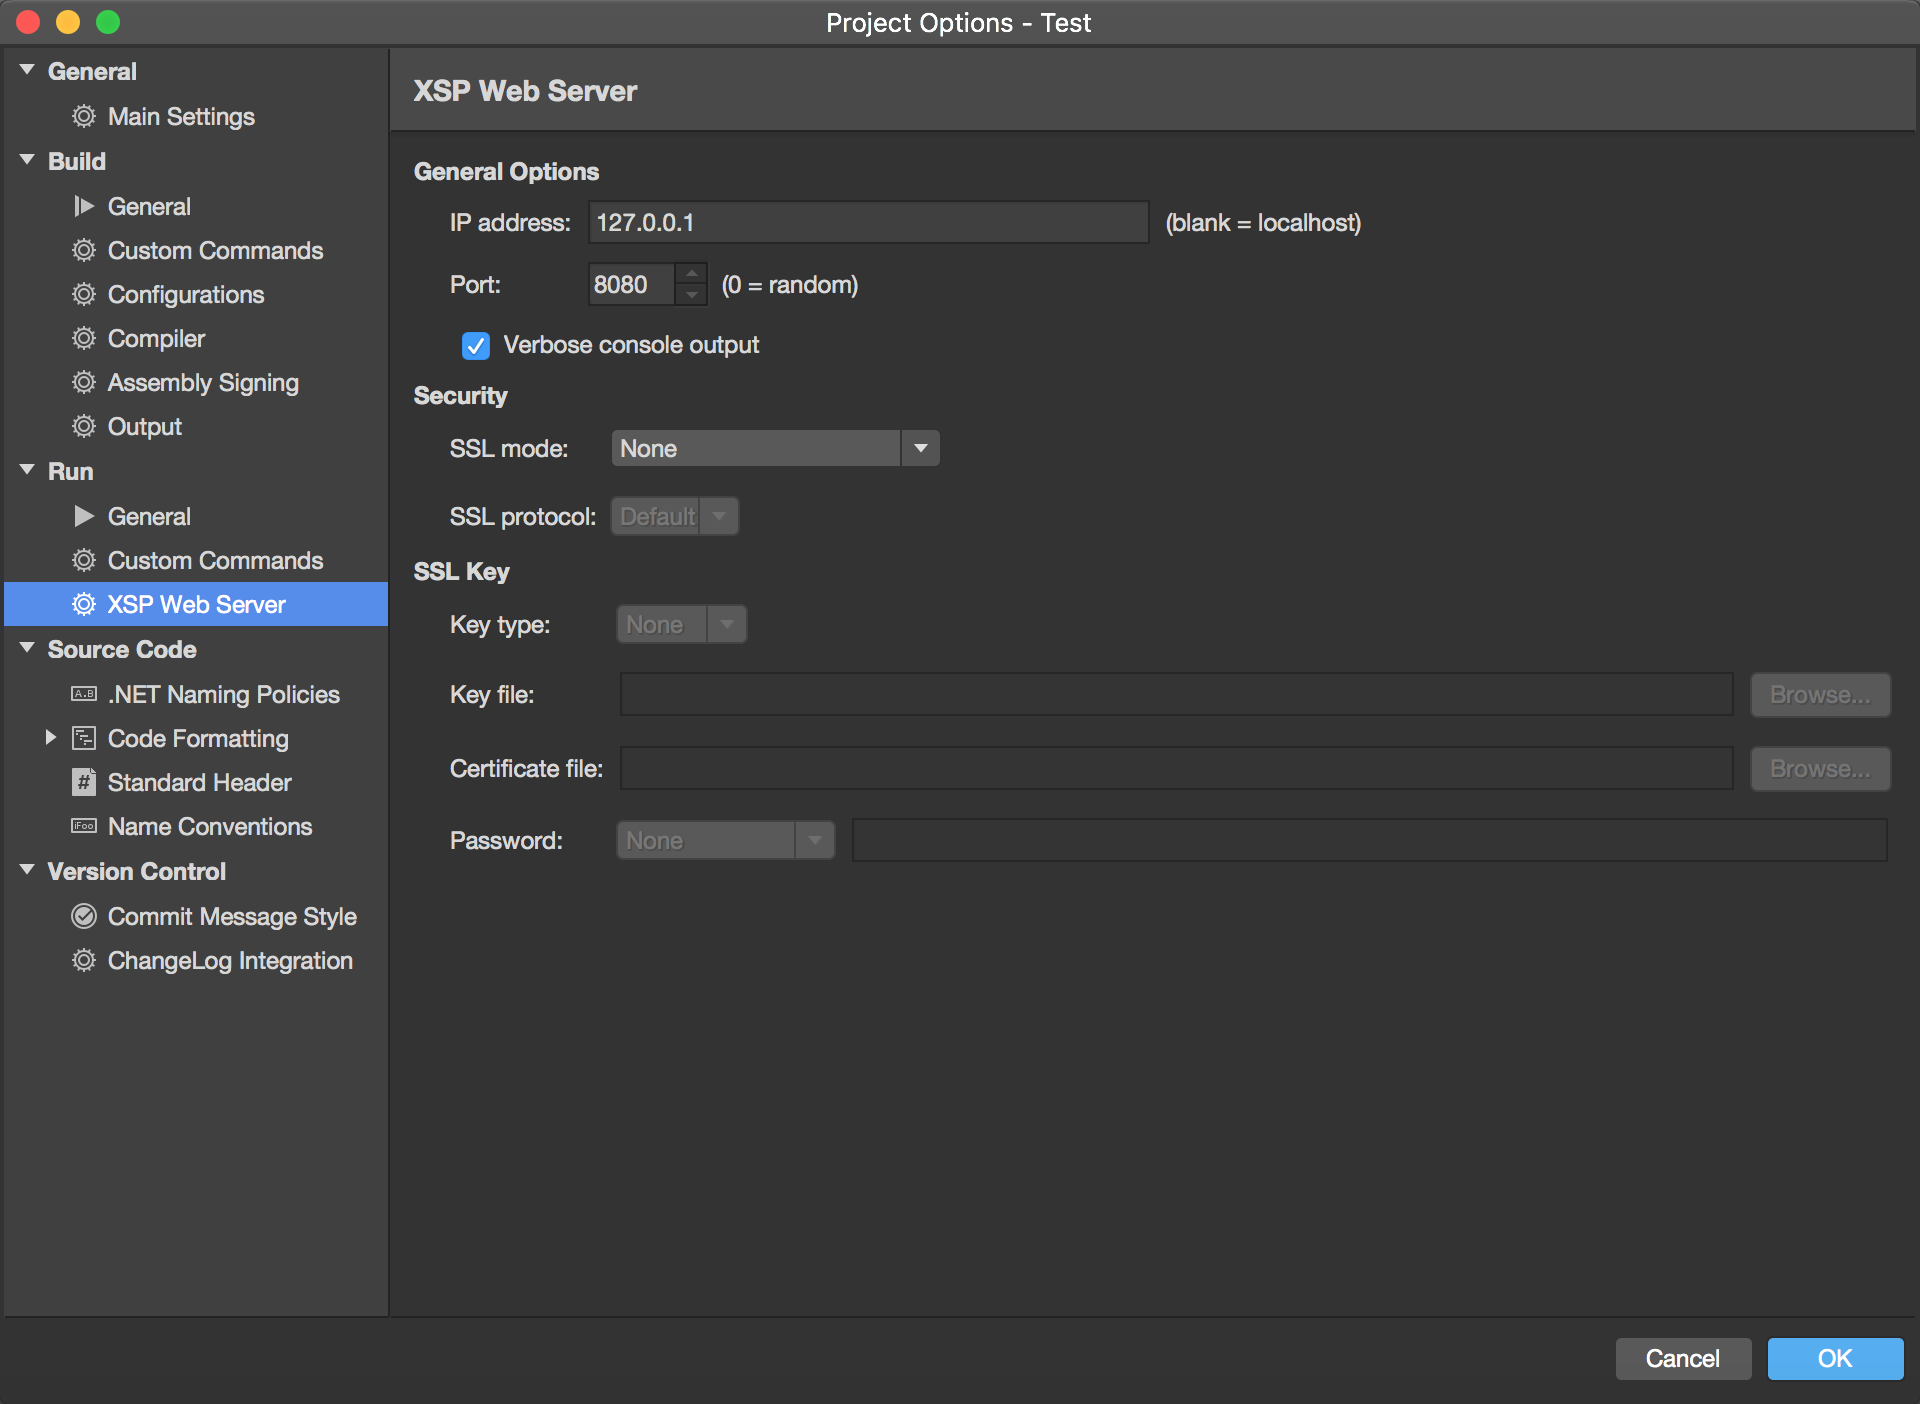 Project Options - Test
General
Main Settings
Build
General
Custom Commands
Configurations
Compiler
Assembly Signing
Output
Run
General
Custom Commands
XSP Web Server
Source Code
A.B .NET Naming Policies
Code Formatting
# Standard Header
iFoo Name Conventions
Version Control
Commit Message Style
ChangeLog Integration
XSP Web Server
General Options
IP address: 127.0.0.1 (blank = localhost)
Port: 8080 (0 = random)
Verbose console output
Security
SSL mode: None
SSL protocol: Default
SSL Key
Key type: None
Key file: Browse...
Certificate file: Browse...
Password: None
Cancel OK